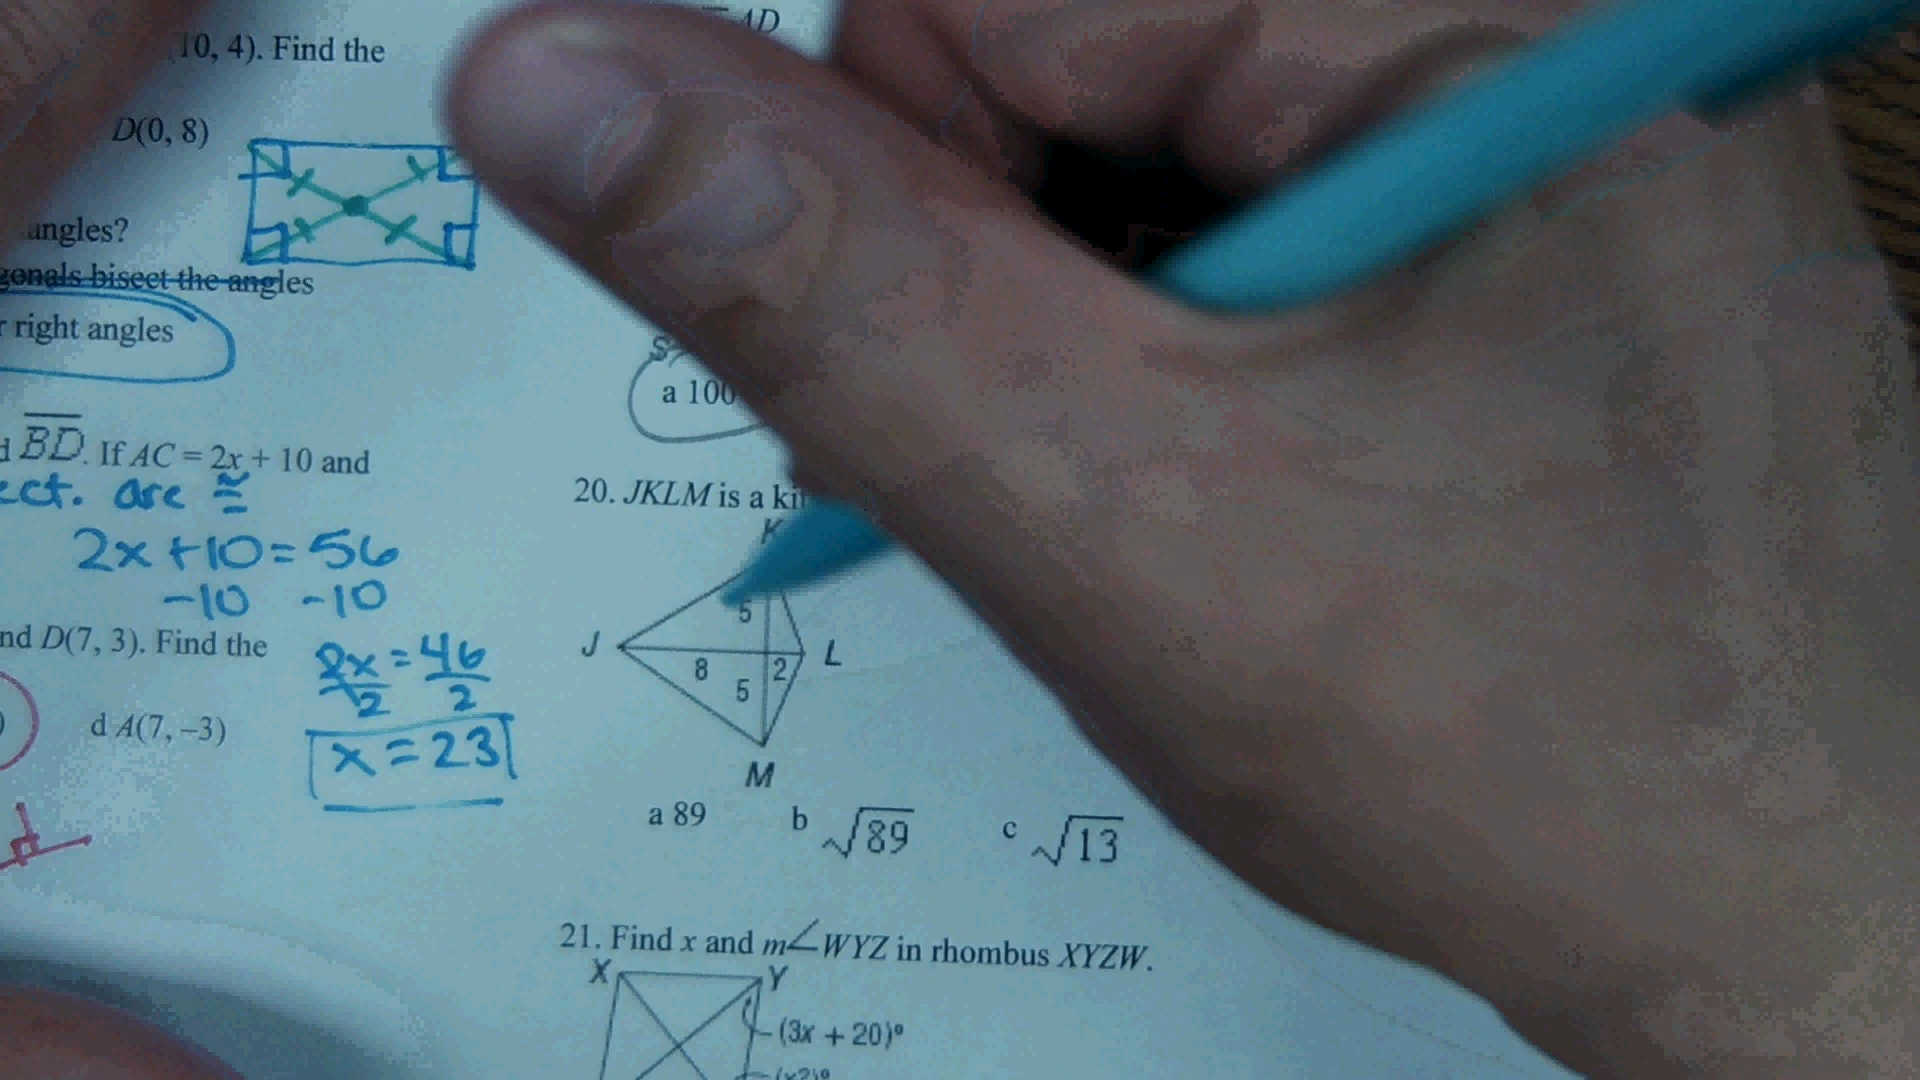 10, 4). Find the
D(0, 8)
angles?
gonals bisect the angles
r right angles
BD. If AC = 2x + 10 and
ect. are ≅
2x + 10 = 56
-10 -10
nd D(7, 3). Find the
2x = 46
2 2
d A(7, –3)
x = 23
AD
a 100
20. JKLM is a
K
5
J
8
2
L
5
M
a 89 b √89 c √13
21. Find x and m∠WYZ in rhombus XYZW.
X Y
(3x + 20)°